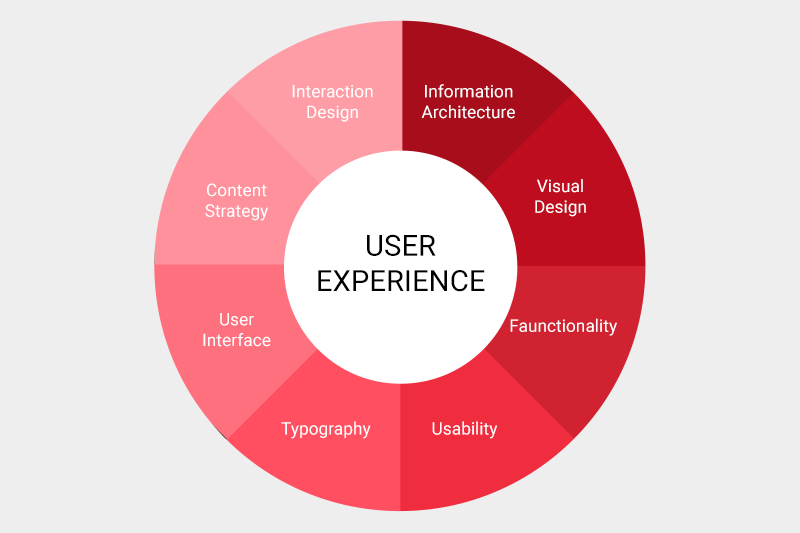 Interaction
Design
Information
Architecture
Visual
Design
Faunctionality
Usability
Typography
User
Interface
Content
Strategy
USER
EXPERIENCE